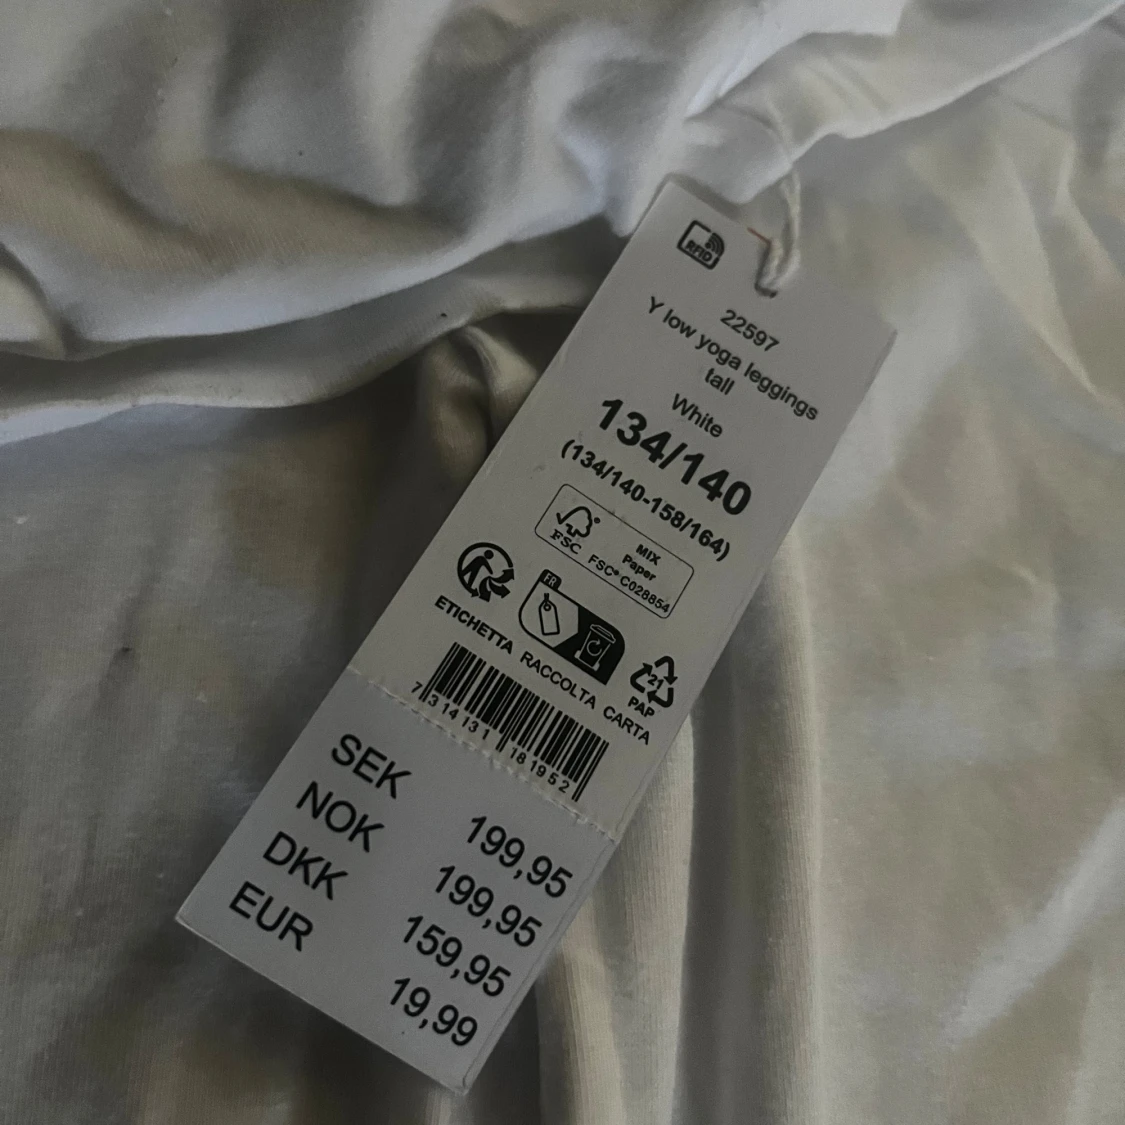 RFID
22597
Y low yoga leggings
tall
White
134/140
(134/140-158/164)
FSC
MIX
Paper
FSC® C028854
FR
ETICHETTA RACCOLTA CARTA
21
PAP
7 314131 181952
SEK 199,95
NOK 199,95
DKK 159,95
EUR 19,99